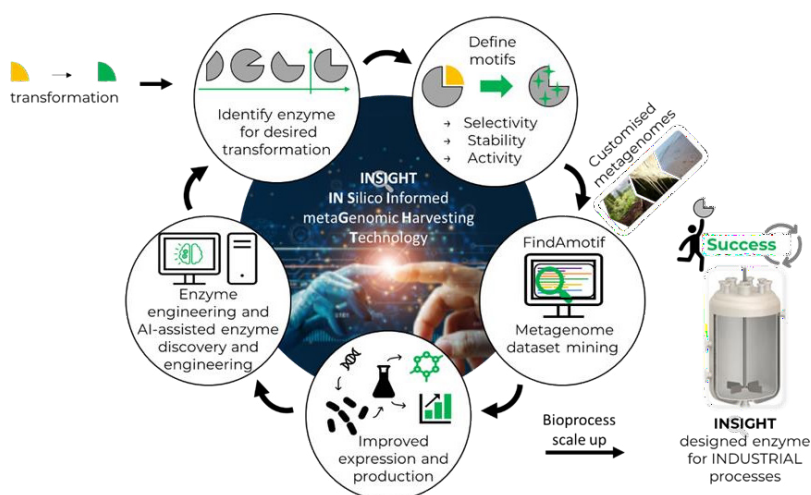 transformation
Identify enzyme
for desired
transformation
Define
motifs
→ Selectivity
→ Stability
→ Activity
Customised
metagenomes
INSIGHT
IN Silico Informed
metaGenomic Harvesting
Technology
FindAmotif
Metagenome
dataset mining
Success
Enzyme
engineering and
AI-assisted enzyme
discovery and
engineering
Improved
expression and
production
Bioprocess
scale up
INSIGHT
designed enzyme
for INDUSTRIAL
processes